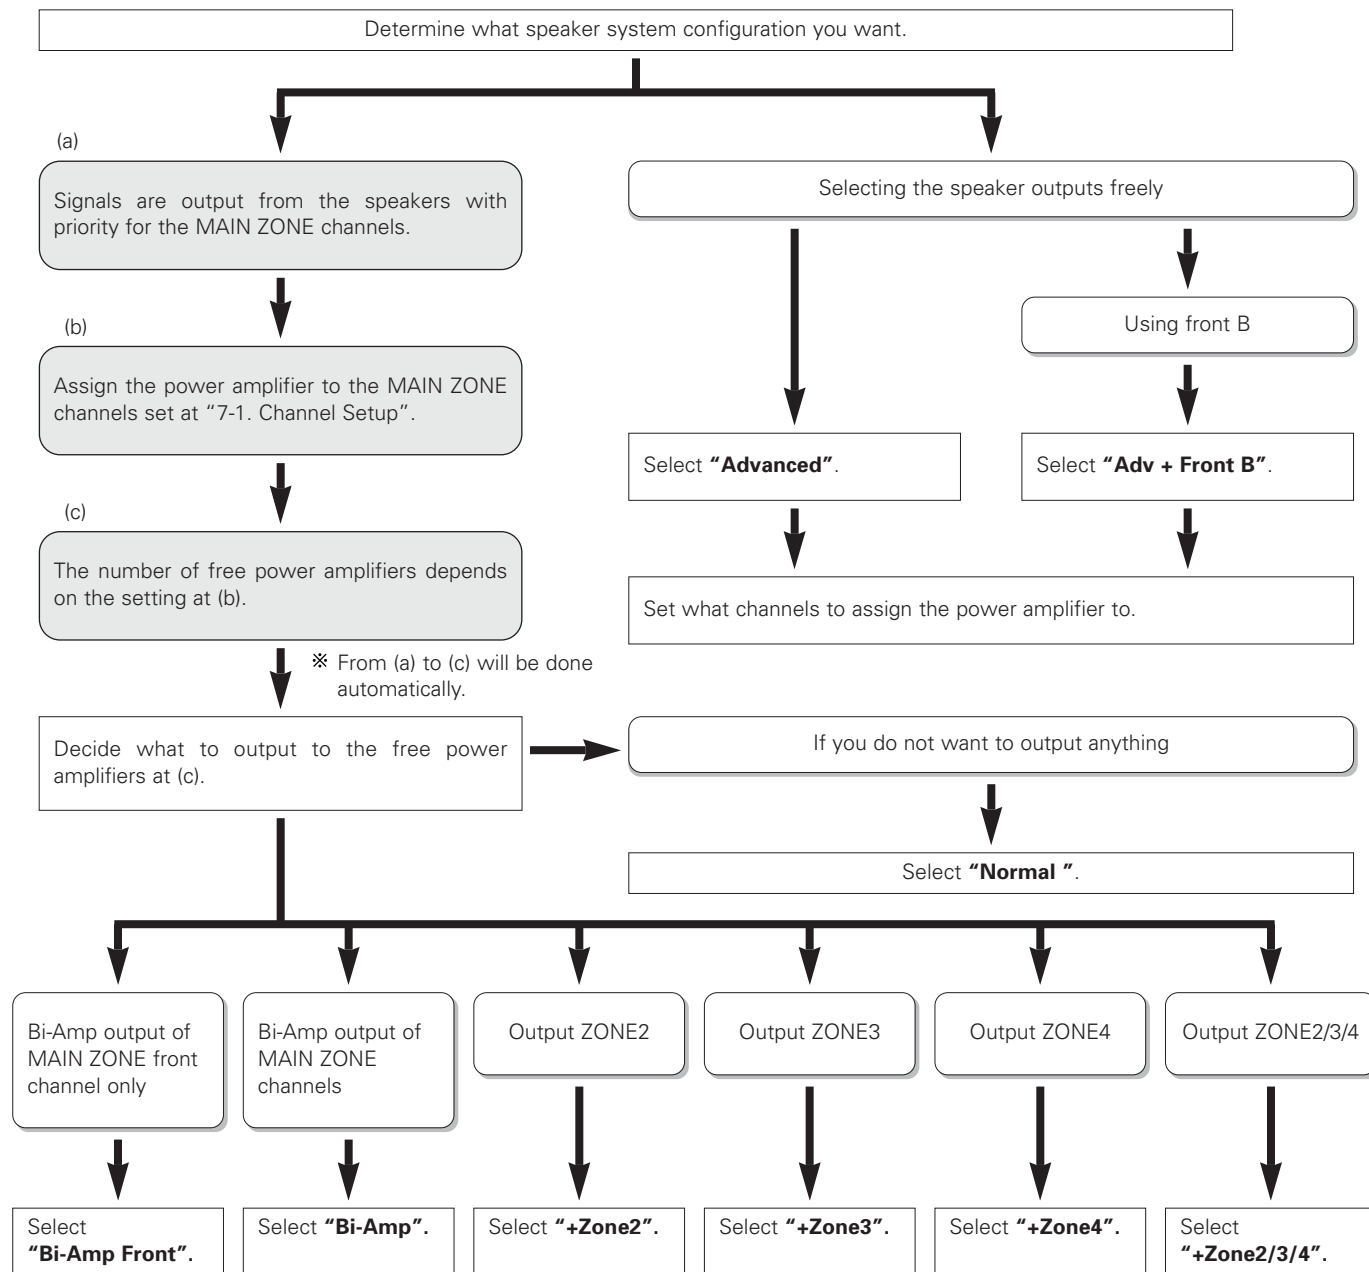 Determine what speaker system configuration you want.
(a)
Signals are output from the speakers with
priority for the MAIN ZONE channels.
Selecting the speaker outputs freely
(b)
Using front B
Assign the power amplifier to the MAIN ZONE
channels set at “7-1. Channel Setup”.
Select “Advanced”.
Select “Adv + Front B”.
(c)
The number of free power amplifiers depends
on the setting at (b).
Set what channels to assign the power amplifier to.
※ From (a) to (c) will be done
automatically.
Decide what to output to the free power
amplifiers at (c).
If you do not want to output anything
Select “Normal ”.
Bi-Amp output of
MAIN ZONE front
channel only
Bi-Amp output of
MAIN ZONE
channels
Output ZONE2
Output ZONE3
Output ZONE4
Output ZONE2/3/4
Select
“Bi-Amp Front”.
Select “Bi-Amp”.
Select “+Zone2”.
Select “+Zone3”.
Select “+Zone4”.
Select
“+Zone2/3/4”.